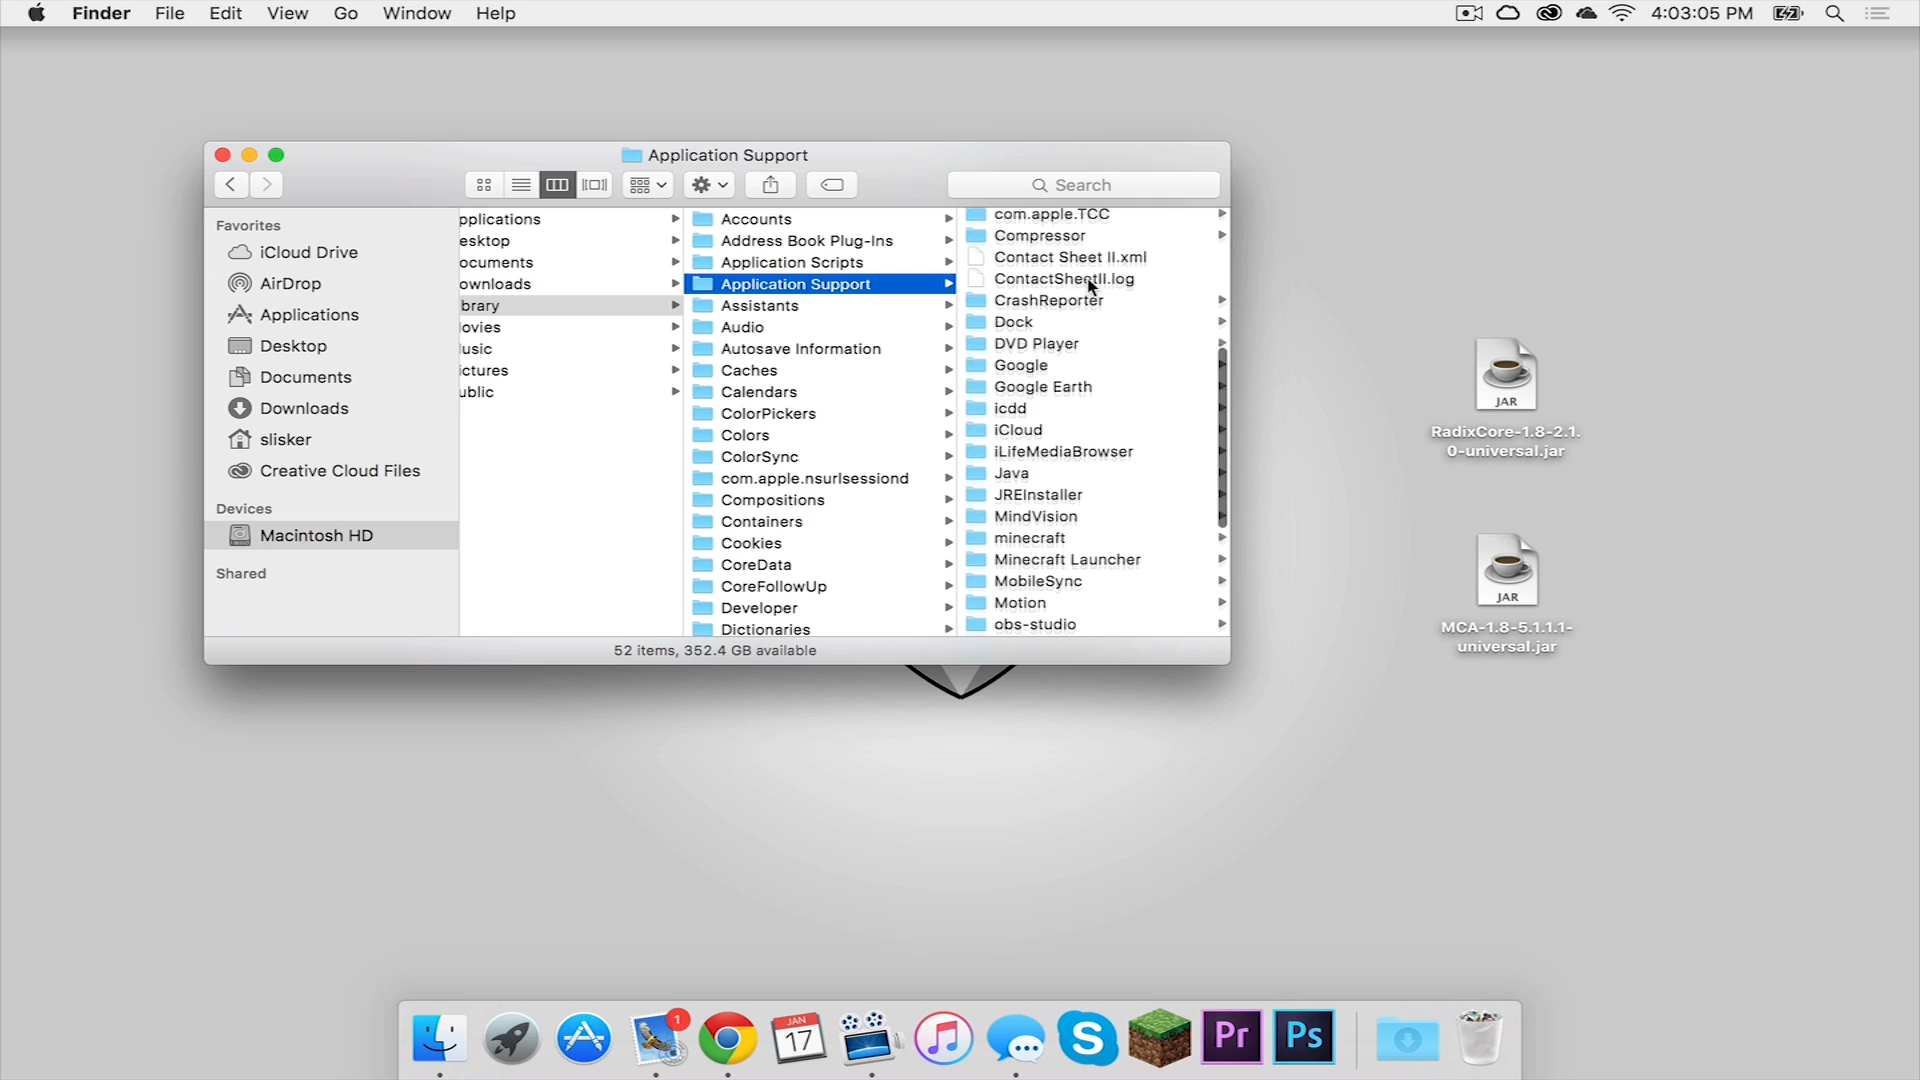 Finder File Edit View Go Window Help 4:03:05 PM
Application Support
Search
Favorites
iCloud Drive
AirDrop
Applications
Desktop
Documents
Downloads
slisker
Creative Cloud Files
Devices
Macintosh HD
Shared
pplications
esktop
ocuments
ownloads
brary
ovies
usic
ictures
ublic
Accounts
Address Book Plug-Ins
Application Scripts
Application Support
Assistants
Audio
Autosave Information
Caches
Calendars
ColorPickers
Colors
ColorSync
com.apple.nsurlsessiond
Compositions
Containers
Cookies
CoreData
CoreFollowUp
Developer
Dictionaries
com.apple.TCC
Compressor
Contact Sheet II.xml
ContactSheetII.log
CrashReporter
Dock
DVD Player
Google
Google Earth
icdd
iCloud
iLifeMediaBrowser
Java
JREInstaller
MindVision
minecraft
Minecraft Launcher
MobileSync
Motion
obs-studio
52 items, 352.4 GB available
JAR
RadixCore-1.8-2.1.
0-universal.jar
JAR
MCA-1.8-5.1.1.1-
universal.jar
1
JAN
17
Pr
Ps